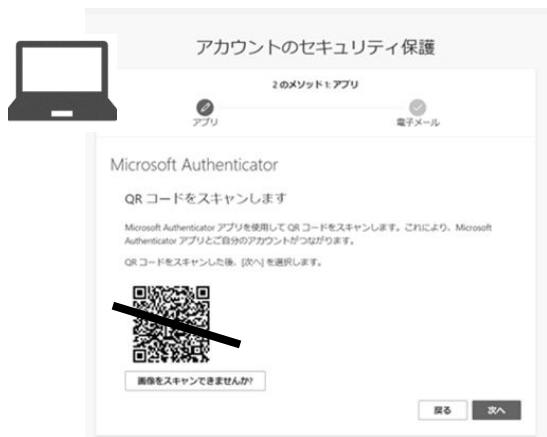 アカウントのセキュリティ保護
2 のメソッド 1: アプリ
アプリ
電子メール
Microsoft Authenticator
QR コードをスキャンします
Microsoft Authenticator アプリを使用して QR コードをスキャンします。これにより、Microsoft
Authenticator アプリとご自分のアカウントがつながります。
QR コードをスキャンした後、[次へ] を選択します。
画像をスキャンできませんか?
戻る
次へ